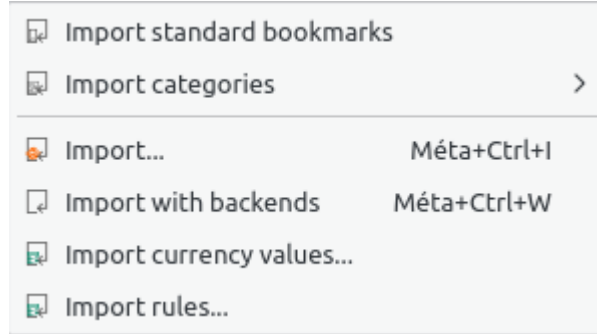 Import standard bookmarks
Import categories
Import... Méta+Ctrl+I
Import with backends Méta+Ctrl+W
Import currency values...
Import rules...